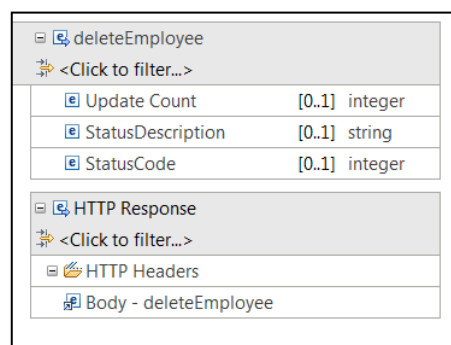 deleteEmployee
<Click to filter...>
Update Count [0..1] integer
StatusDescription [0..1] string
StatusCode [0..1] integer
HTTP Response
<Click to filter...>
HTTP Headers
Body - deleteEmployee